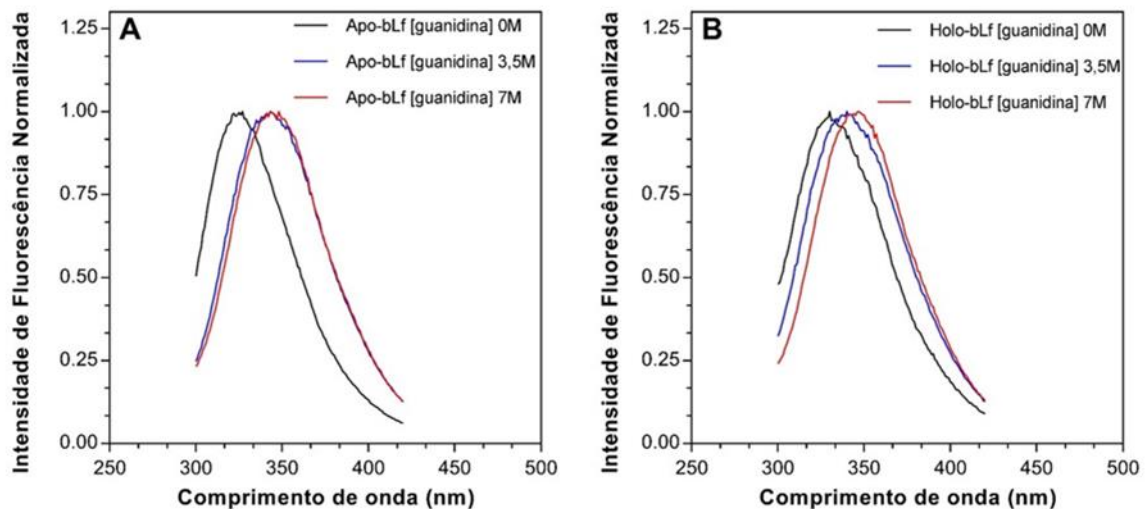 A
Apo-bLf [guanidina] 0M
Apo-bLf [guanidina] 3,5M
Apo-bLf [guanidina] 7M
Intensidade de Fluorescência Normalizada
1.25
1.00
0.75
0.50
0.25
0.00
250 300 350 400 450 500
Comprimento de onda (nm)
B
Holo-bLf [guanidina] 0M
Holo-bLf [guanidina] 3,5M
Holo-bLf [guanidina] 7M
Intensidade de Fluorescência Normalizada
1.25
1.00
0.75
0.50
0.25
0.00
250 300 350 400 450 500
Comprimento de onda (nm)